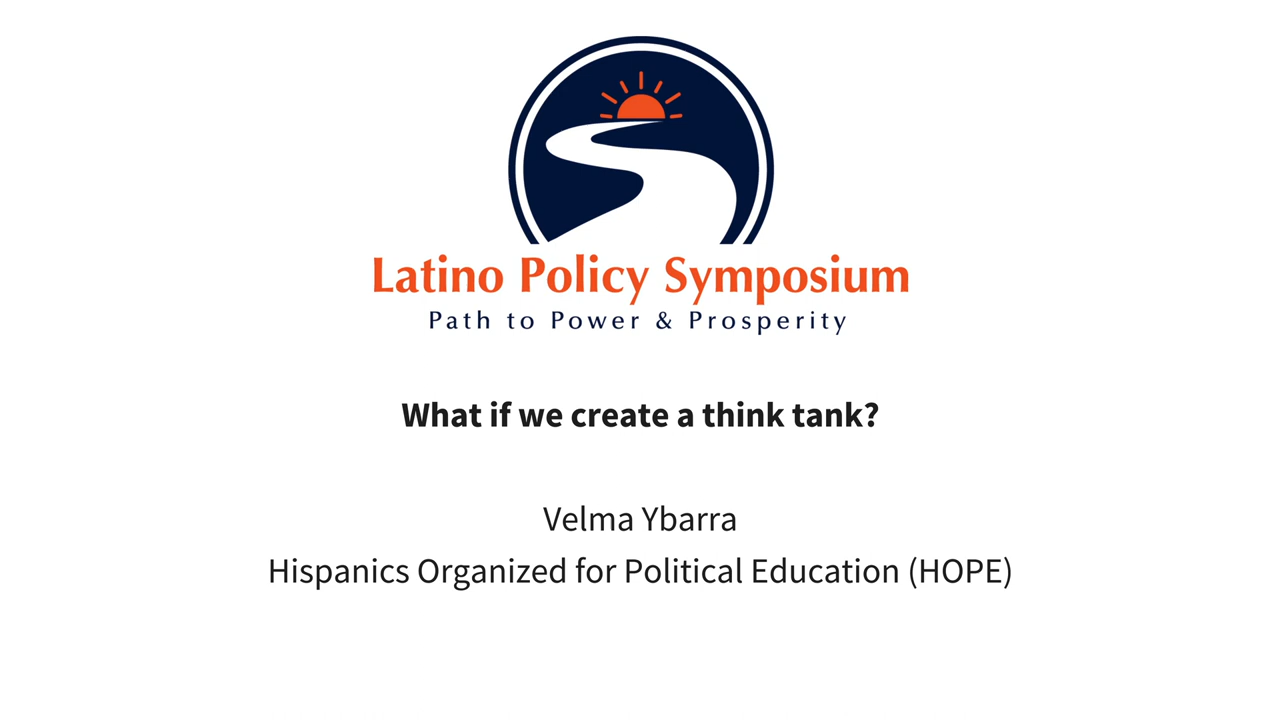 Latino Policy Symposium
Path to Power & Prosperity
What if we create a think tank?
Velma Ybarra
Hispanics Organized for Political Education (HOPE)